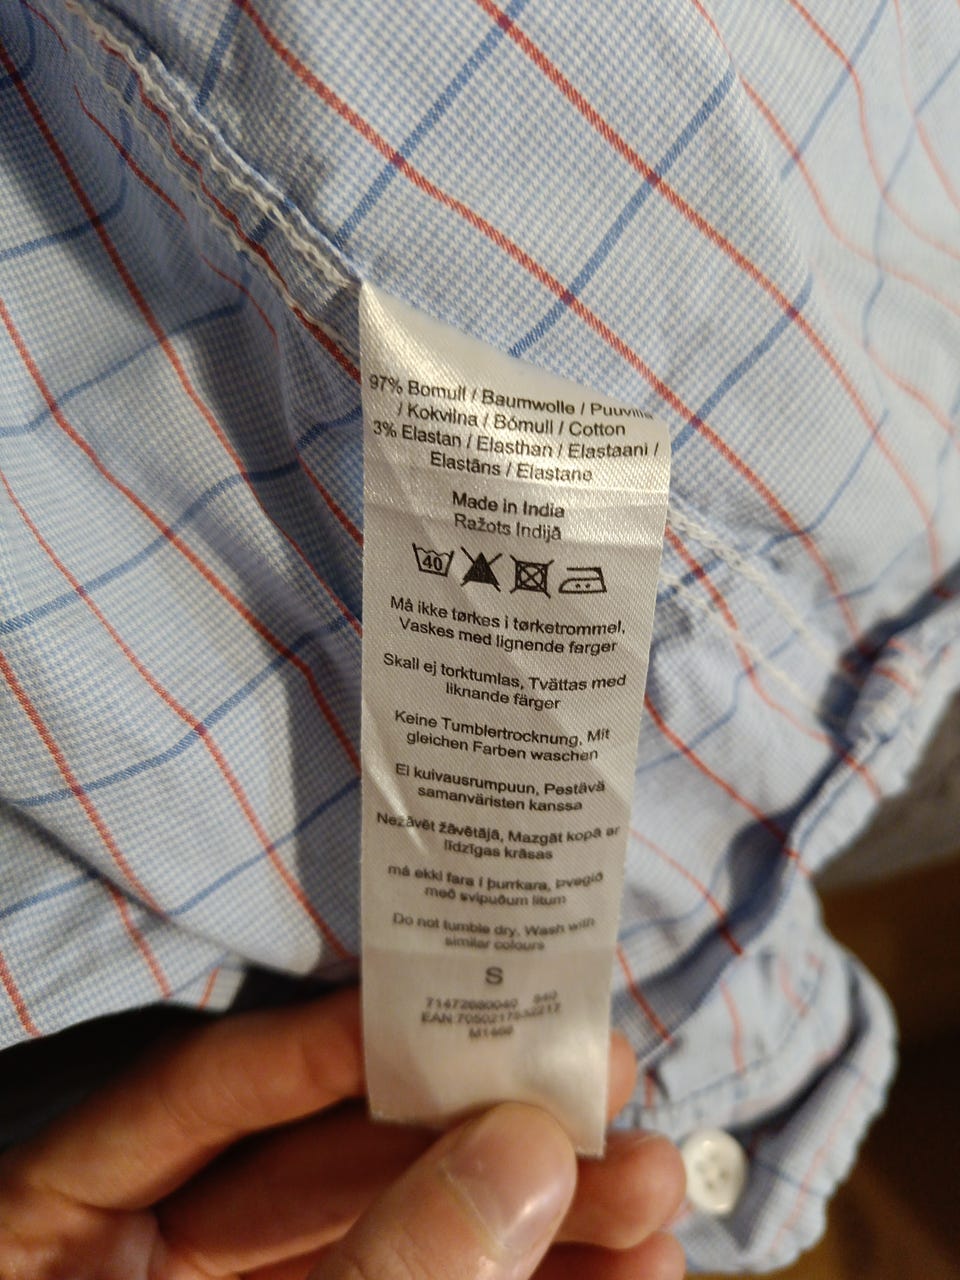 97% Bomull / Baumwolle / Puuvilla
/ Kokvilna / Bómull / Cotton
3% Elastan / Elasthan / Elastaani /
Elastāns / Elastane
Made in India
Ražots Indijā
40
Må ikke tørkes i tørketrommel,
Vaskes med lignende farger
Skall ej torktumlas, Tvättas med
liknande färger
Keine Tumblertrocknung, Mit
gleichen Farben waschen
Ei kuivausrumpuun, Pestävä
samanväristen kanssa
Nežāvēt žāvētājā, Mazgāt kopā ar
līdzīgas krāsas
má ekki fara í þurrkara, þvegið
með svipuðum litum
Do not tumble dry, Wash with
similar colours
S
EAN